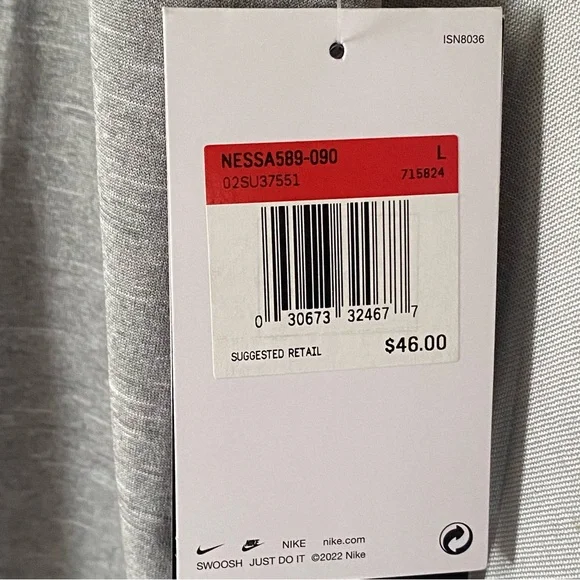 ISN8036
NESSA589-090 L
02SU37551 715824
0 30673 32467 7
SUGGESTED RETAIL $46.00
NIKE nike.com
SWOOSH JUST DO IT ©2022 Nike